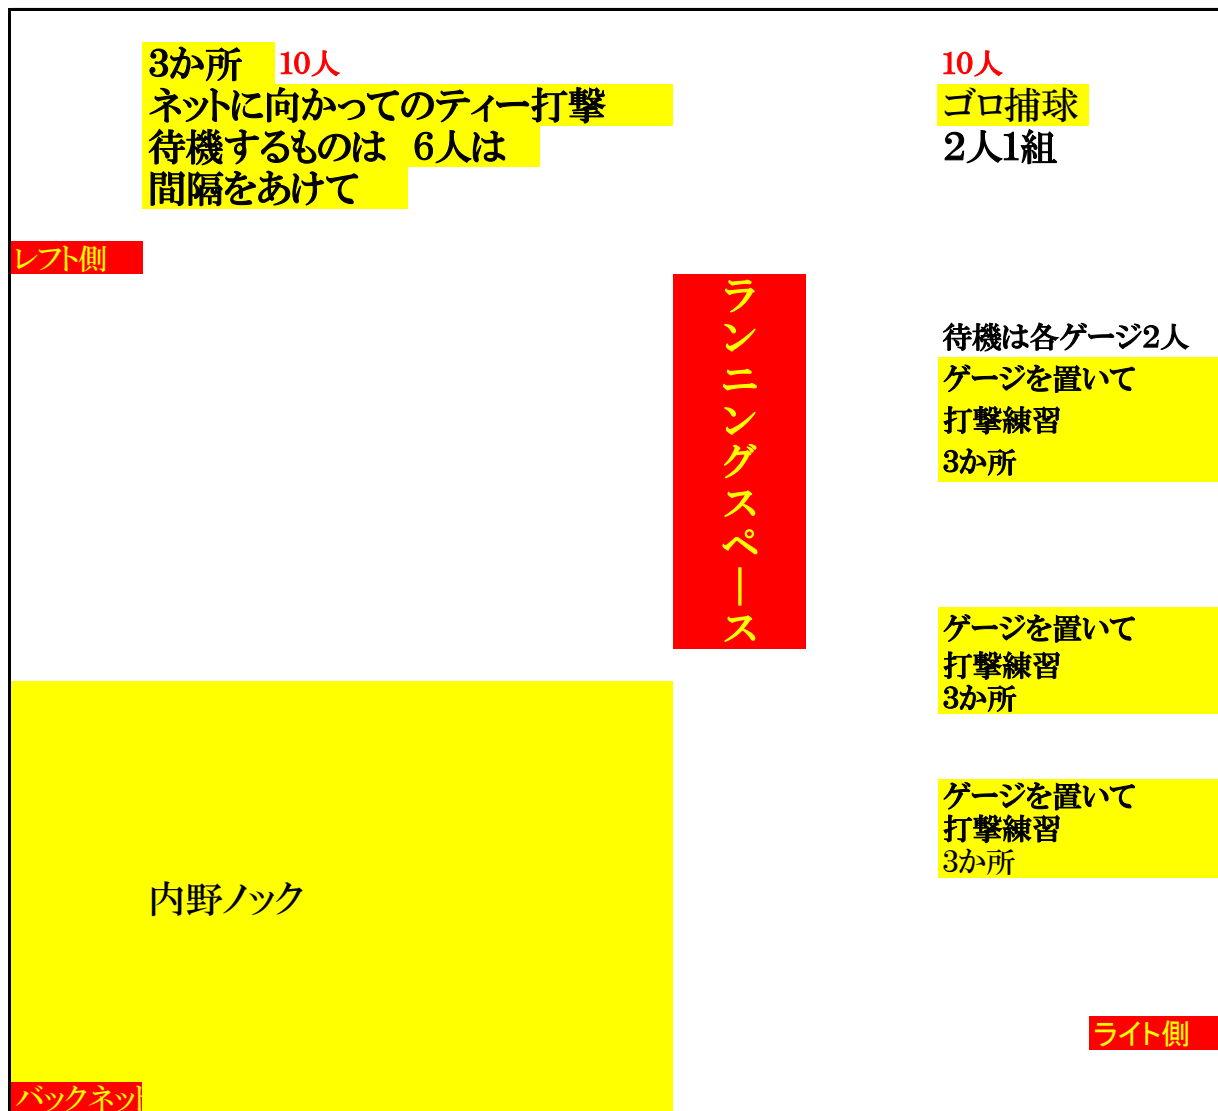 3か所 10人
ネットに向かってのティー打撃
待機するものは 6人は
間隔をあけて
10人
ゴロ捕球
2人1組
レフト側
ランニングスペース
待機は各ゲージ2人
ゲージを置いて
打撃練習
3か所
ゲージを置いて
打撃練習
3か所
ゲージを置いて
打撃練習
3か所
内野ノック
ライト側
バックネット